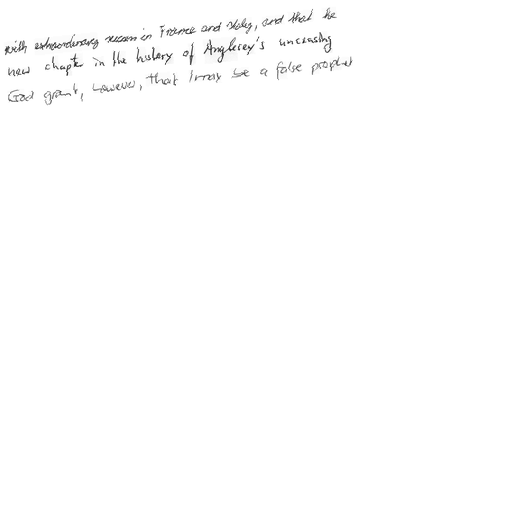 with extraordinary success in France and Italy, and that he
new chapter in the history of Anglesey's unceasing
God grant, however, that I may be a false prophet